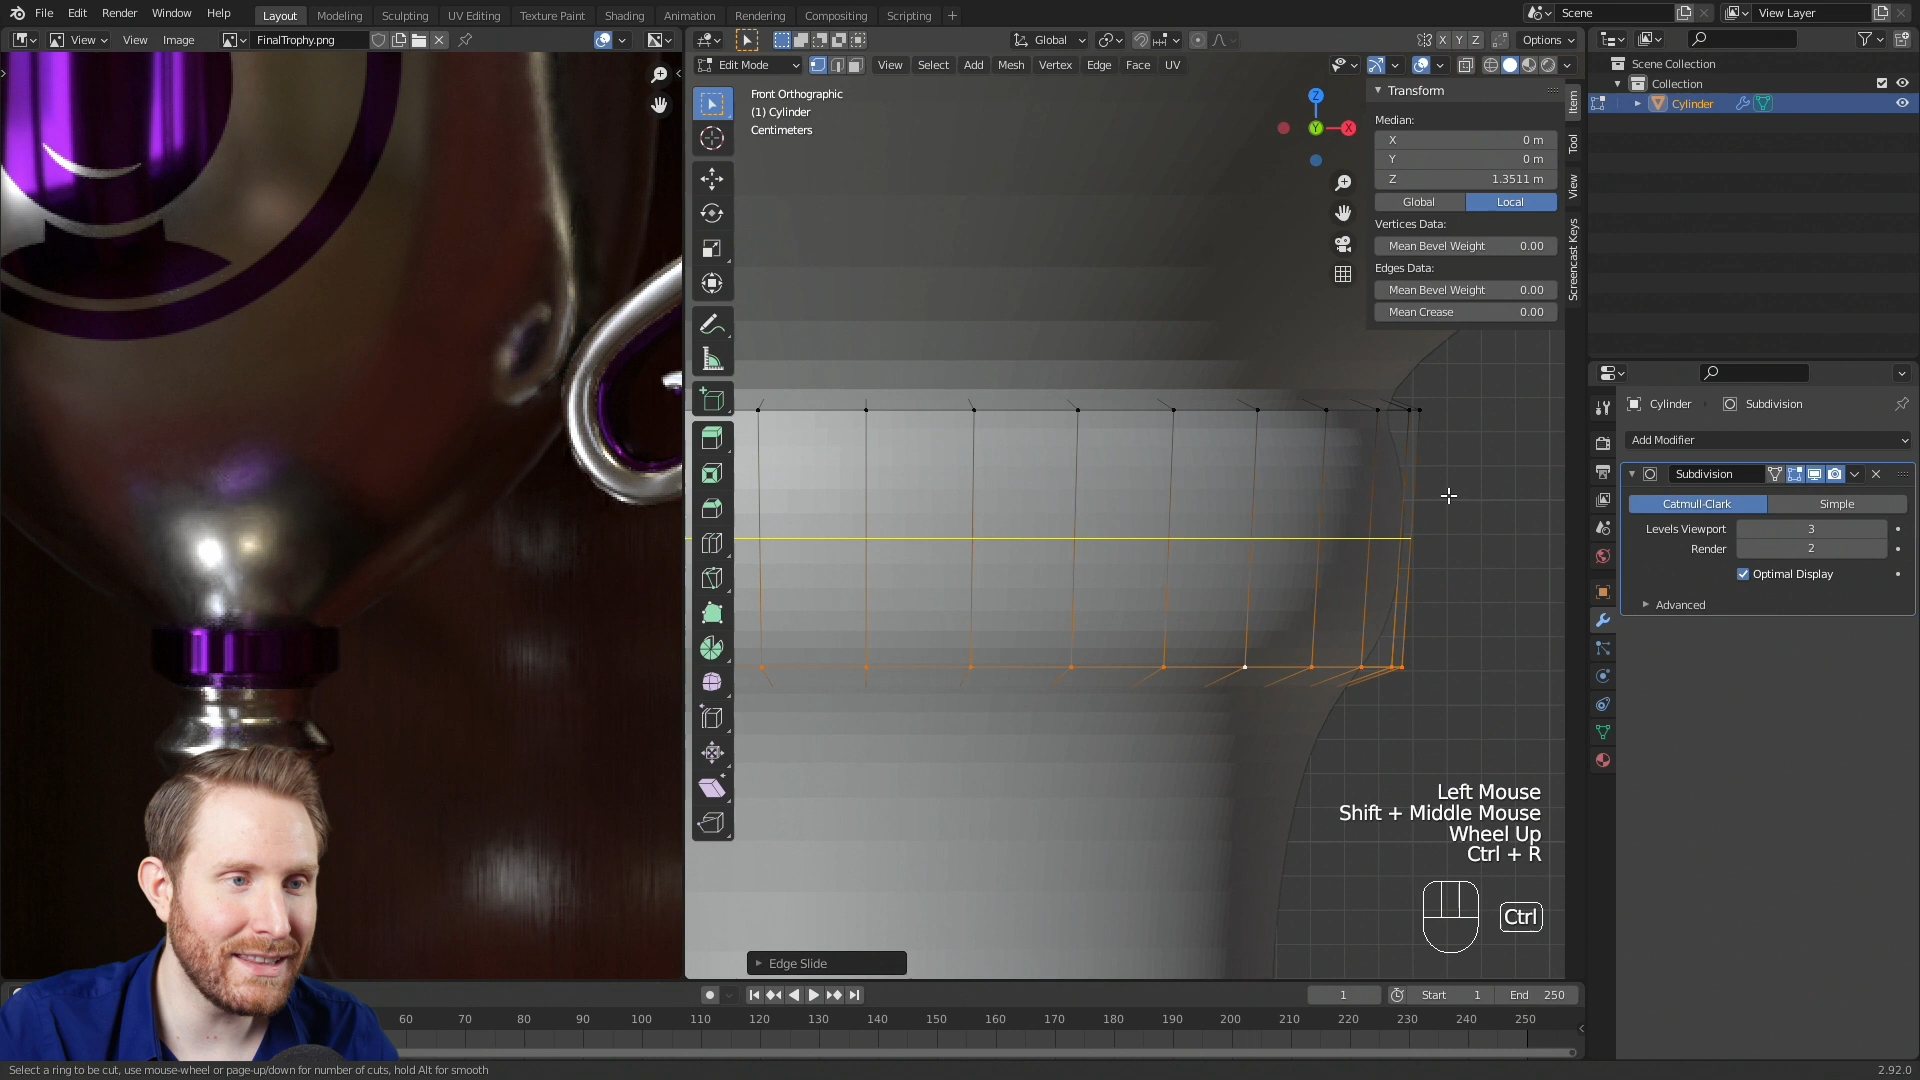 File Edit Render Window Help Layout Modeling Sculpting UV Editing Texture Paint Shading Animation Rendering Compositing Scripting + Scene View Layer
View View Image FinalTrophy.png Global Options X Y Z
Edit Mode View Select Add Mesh Vertex Edge Face UV
Front Orthographic
(1) Cylinder
Centimeters
Z
Y
X
Transform
Median:
X 0 m
Y 0 m
Z 1.3511 m
Global Local
Vertices Data:
Mean Bevel Weight 0.00
Edges Data:
Mean Bevel Weight 0.00
Mean Crease 0.00
Item
Tool
View
Screencast Keys
Scene Collection
Collection
Cylinder
Cylinder Subdivision
Add Modifier
Subdivision
Catmull-Clark Simple
Levels Viewport 3
Render 2
Optimal Display
Advanced
Left Mouse
Shift + Middle Mouse
Wheel Up
Ctrl + R
Ctrl
Edge Slide
1 Start 1 End 250
60 70 80 90 100 110 120 130 140 150 160 170 180 190 200 210 220 230 240 250
Select a ring to be cut, use mouse-wheel or page-up/down for number of cuts, hold Alt for smooth 2.92.0